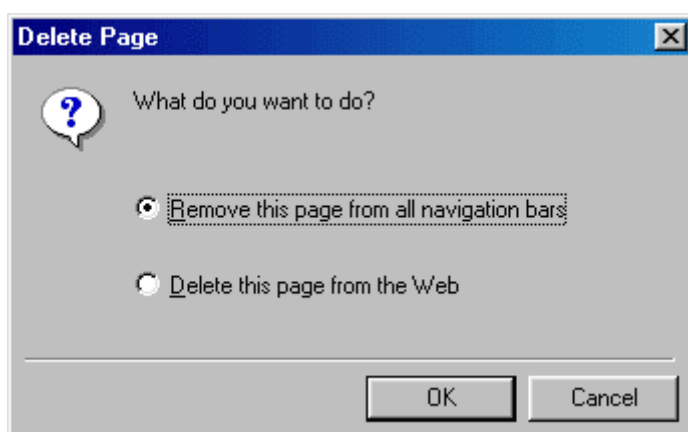 Delete Page
What do you want to do?
Remove this page from all navigation bars
Delete this page from the Web
OK
Cancel